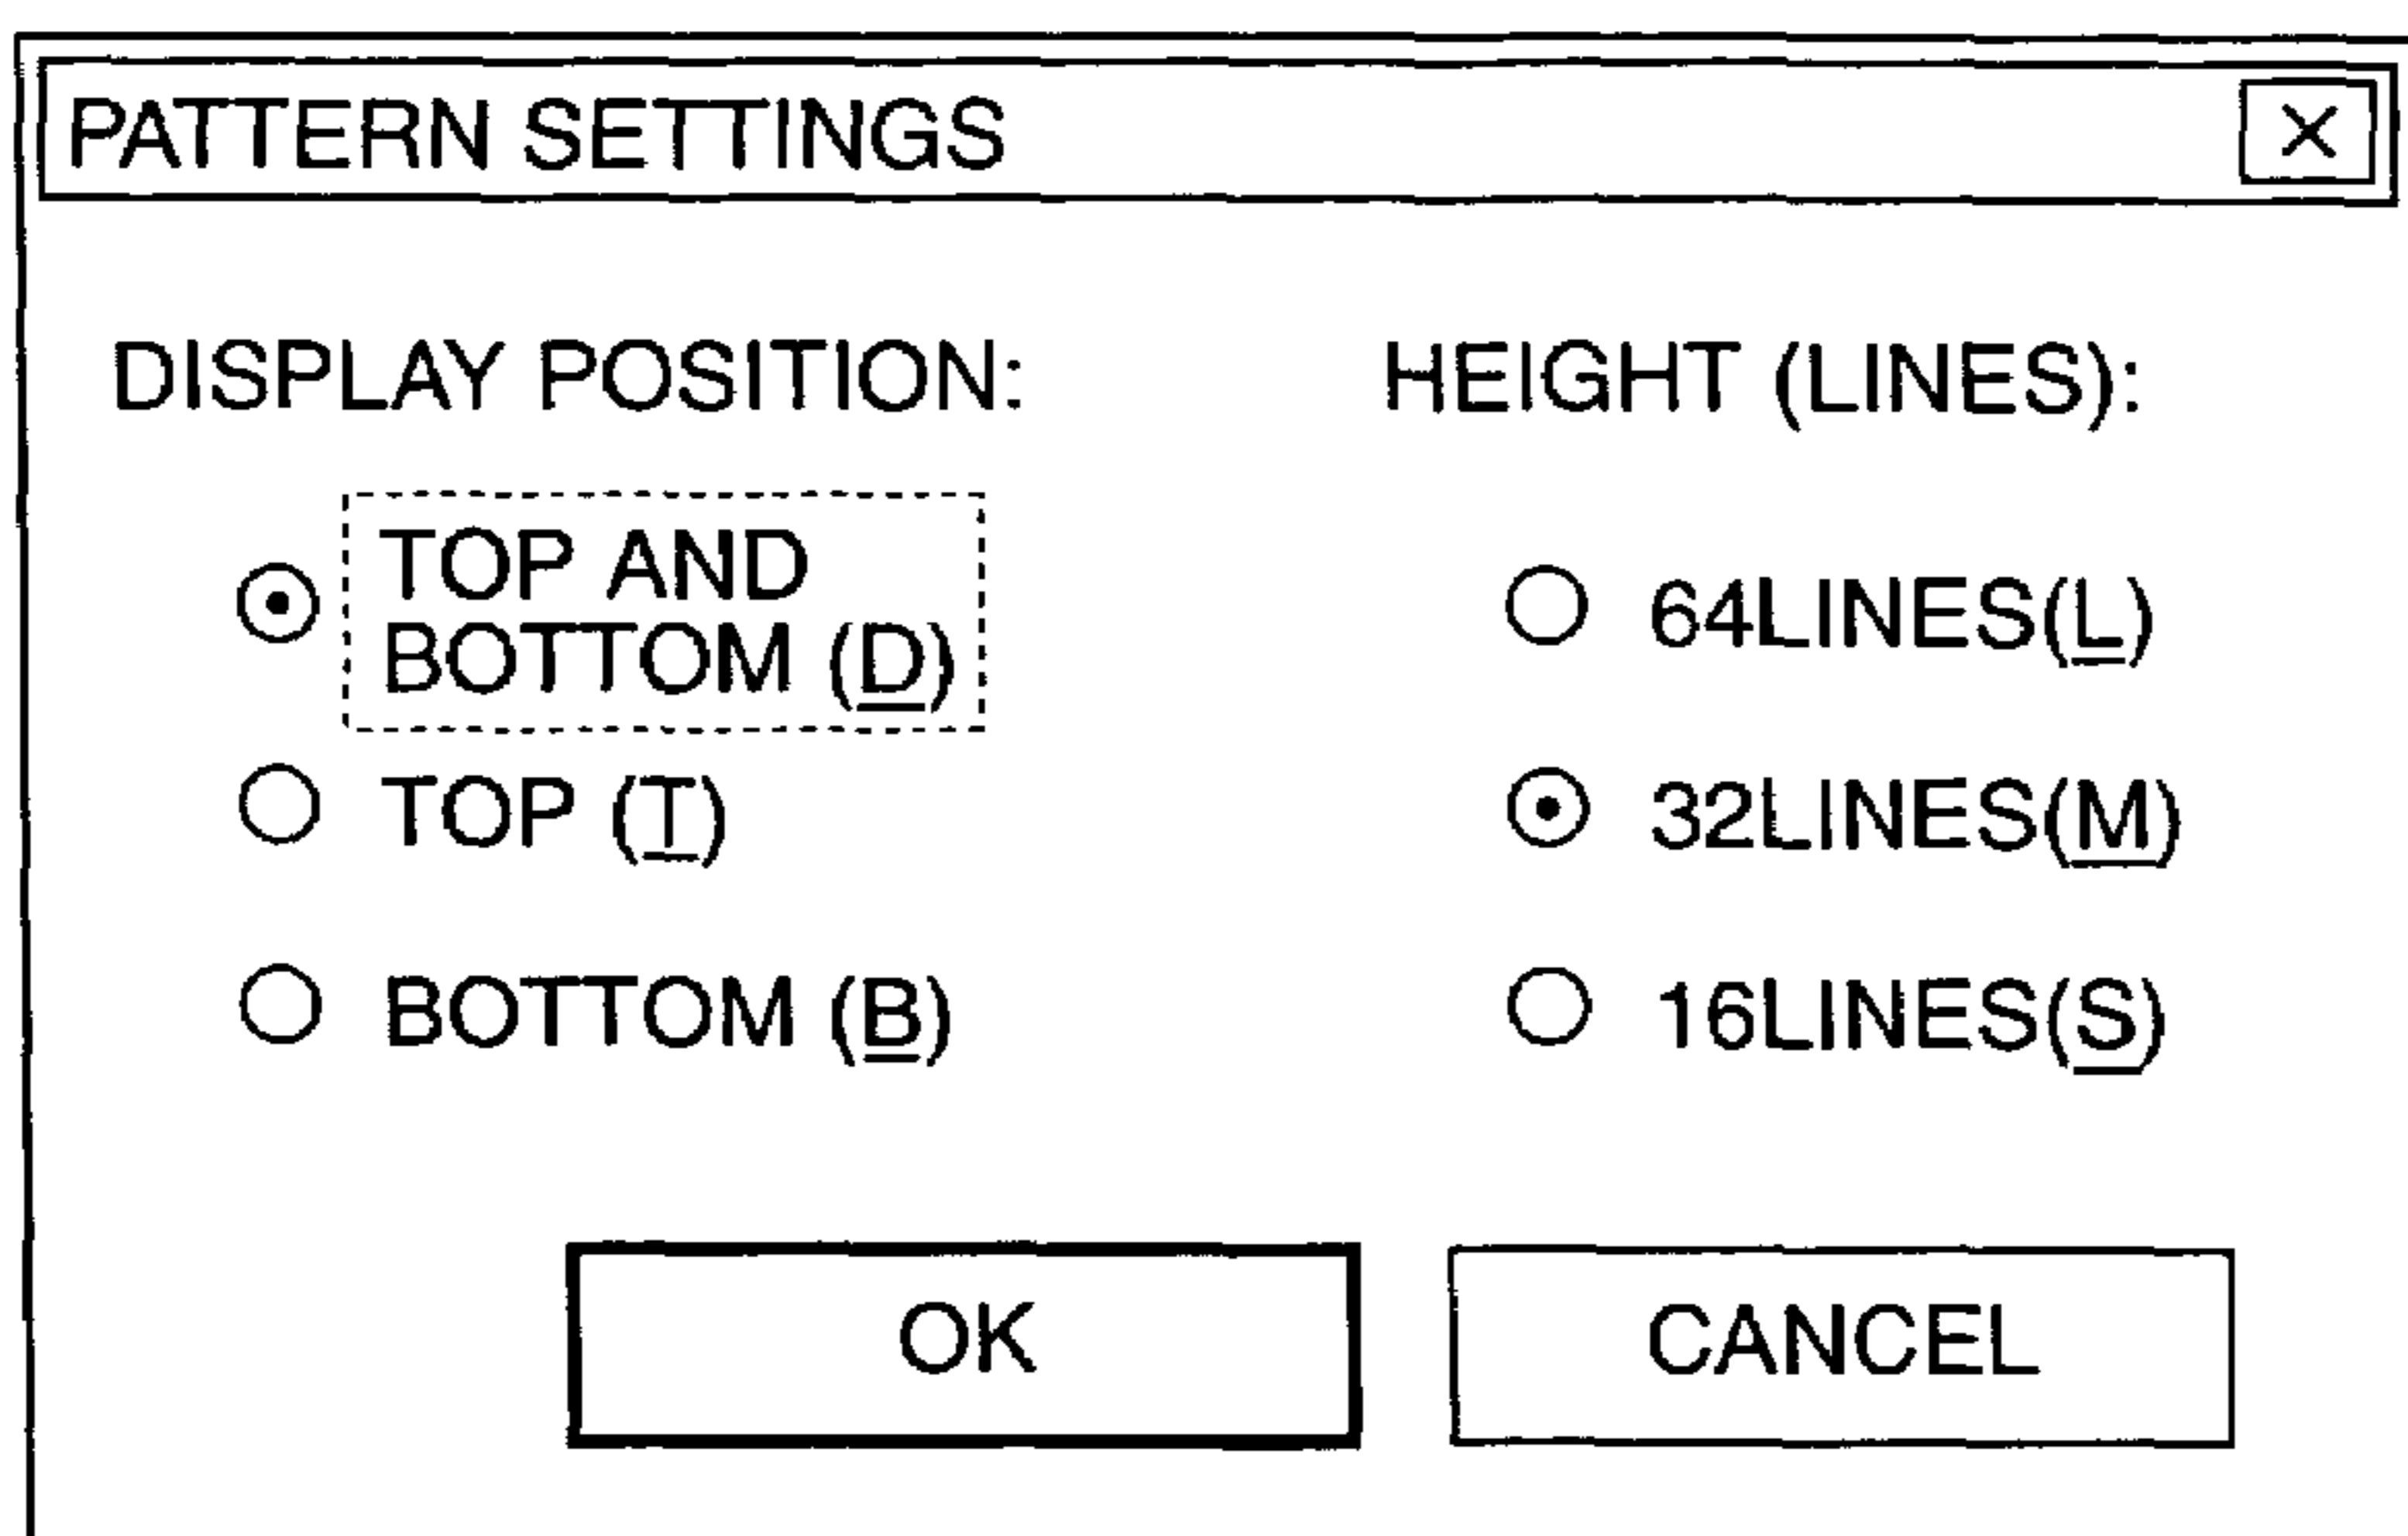 PATTERN SETTINGS X
DISPLAY POSITION:
TOP AND
BOTTOM (D)
TOP (T)
BOTTOM (B)
HEIGHT (LINES):
64LINES(L)
32LINES(M)
16LINES(S)
OK
CANCEL